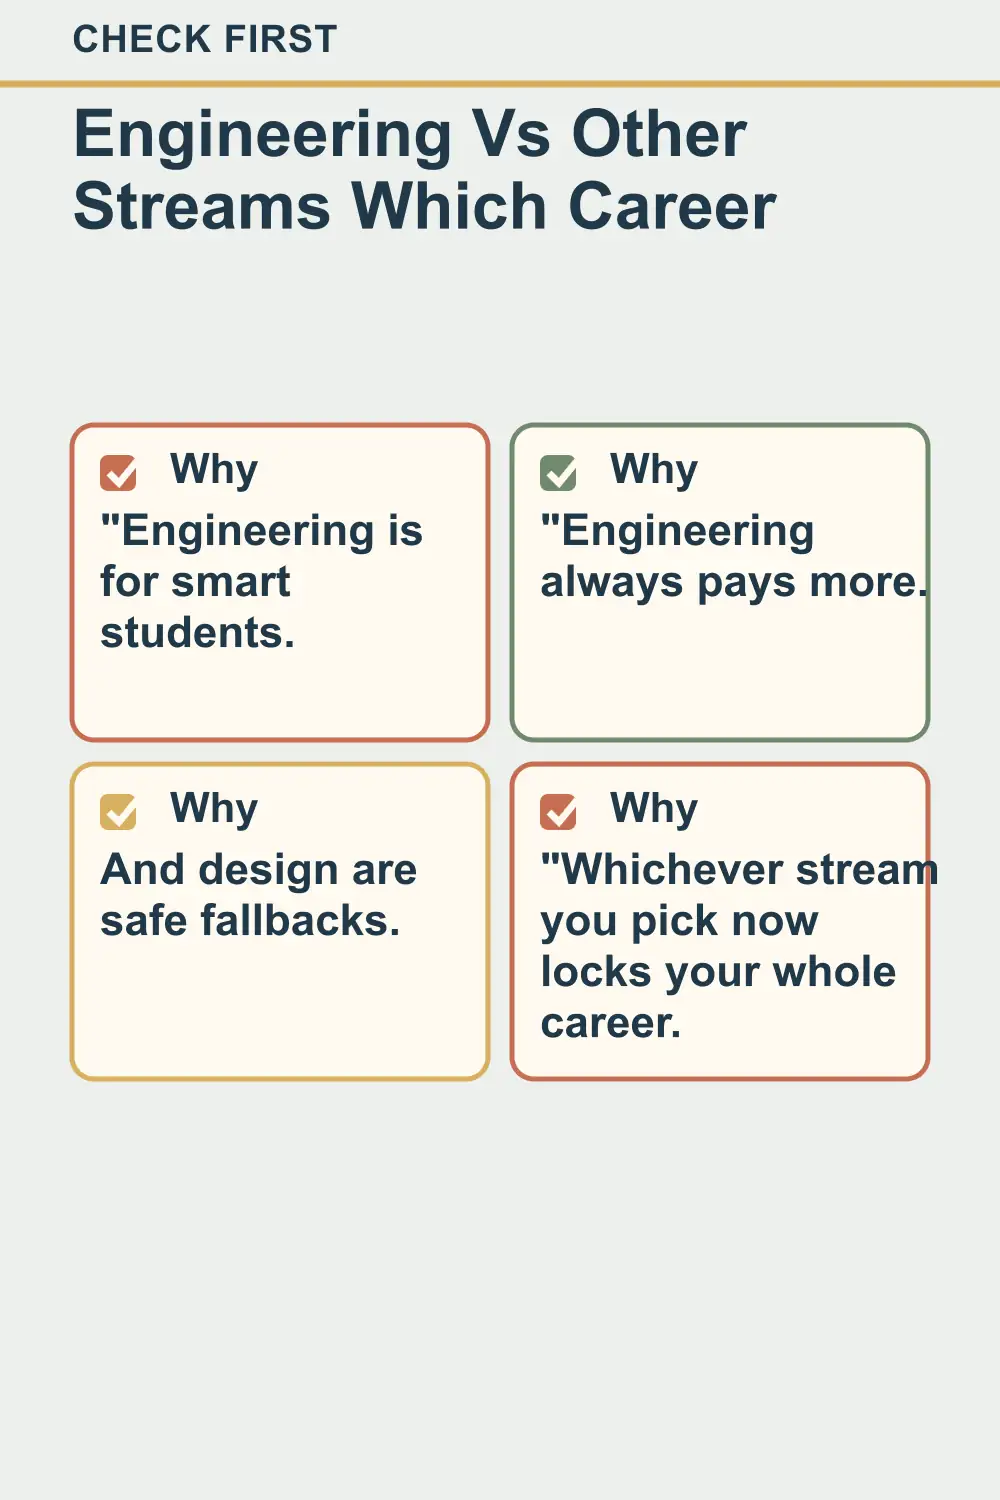 CHECK FIRST
Engineering Vs Other
Streams Which Career
Why
"Engineering is
for smart
students.
Why
"Engineering
always pays more.
Why
And design are
safe fallbacks.
Why
"Whichever stream
you pick now
locks your whole
career.